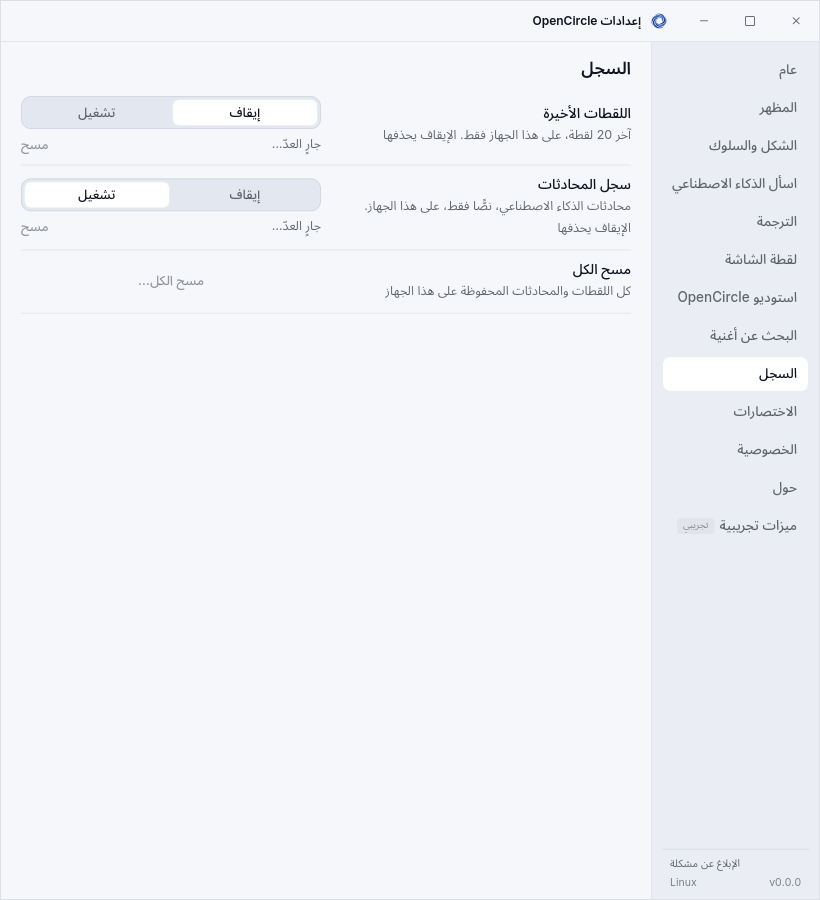 إعدادات OpenCircle
عام
المظهر
الشكل والسلوك
اسأل الذكاء الاصطناعي
الترجمة
لقطة الشاشة
استوديو OpenCircle
البحث عن أغنية
السجل
الاختصارات
الخصوصية
حول
ميزات تجريبية تجريبي
الإبلاغ عن مشكلة
v0.0.0 Linux
السجل
اللقطات الأخيرة
آخر 20 لقطة، على هذا الجهاز فقط. الإيقاف يحذفها
إيقاف تشغيل
جارٍ العدّ... مسح
سجل المحادثات
محادثات الذكاء الاصطناعي، نصًّا فقط، على هذا الجهاز.
الإيقاف يحذفها
إيقاف تشغيل
جارٍ العدّ... مسح
مسح الكل
كل اللقطات والمحادثات المحفوظة على هذا الجهاز
مسح الكل...